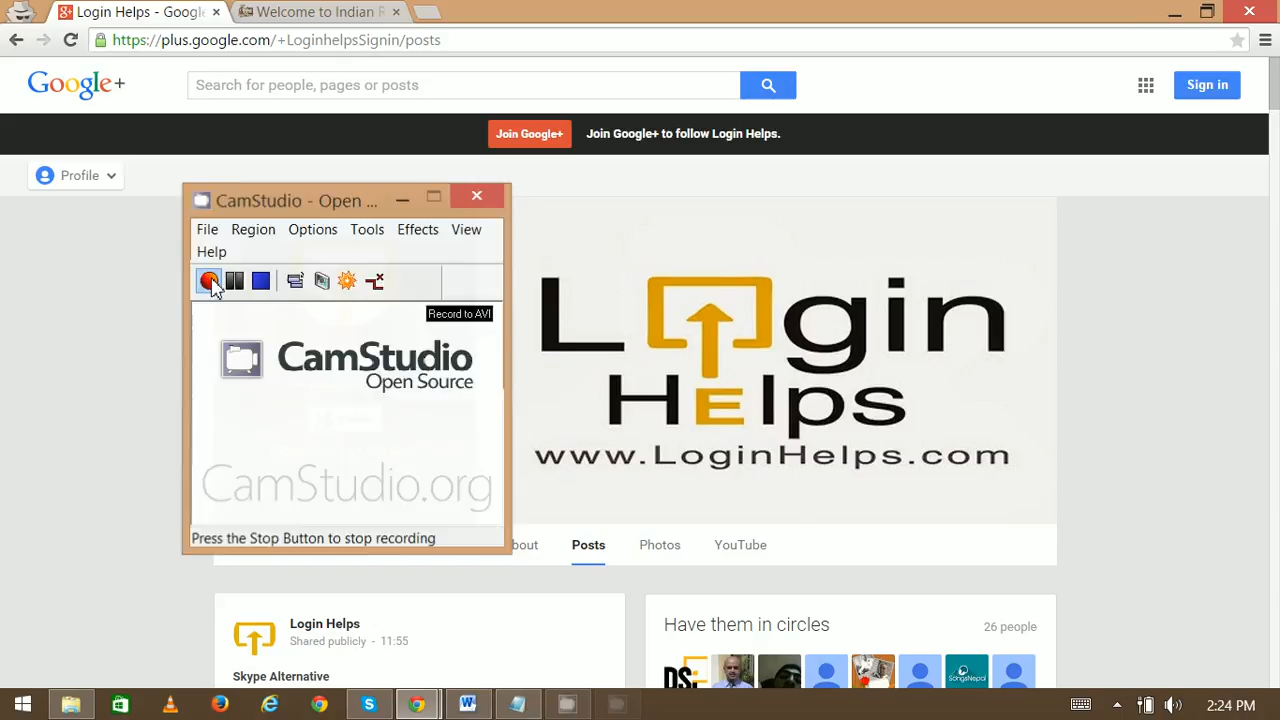 Login Helps - Googl
Welcome to Indian R
https://plus.google.com/+LoginhelpsSignin/posts
Google+
Search for people, pages or posts
Sign in
Join Google+
Join Google+ to follow Login Helps.
Profile
CamStudio - Open ...
File Region Options Tools Effects View
Help
Record to AVI
CamStudio
Open Source
CamStudio.org
Press the Stop Button to stop recording
Login
Helps
www.LoginHelps.com
bout
Posts
Photos
YouTube
Login Helps
Shared publicly - 11:55
Skype Alternative
Have them in circles
26 people
DS
SongsNepal
2:24 PM